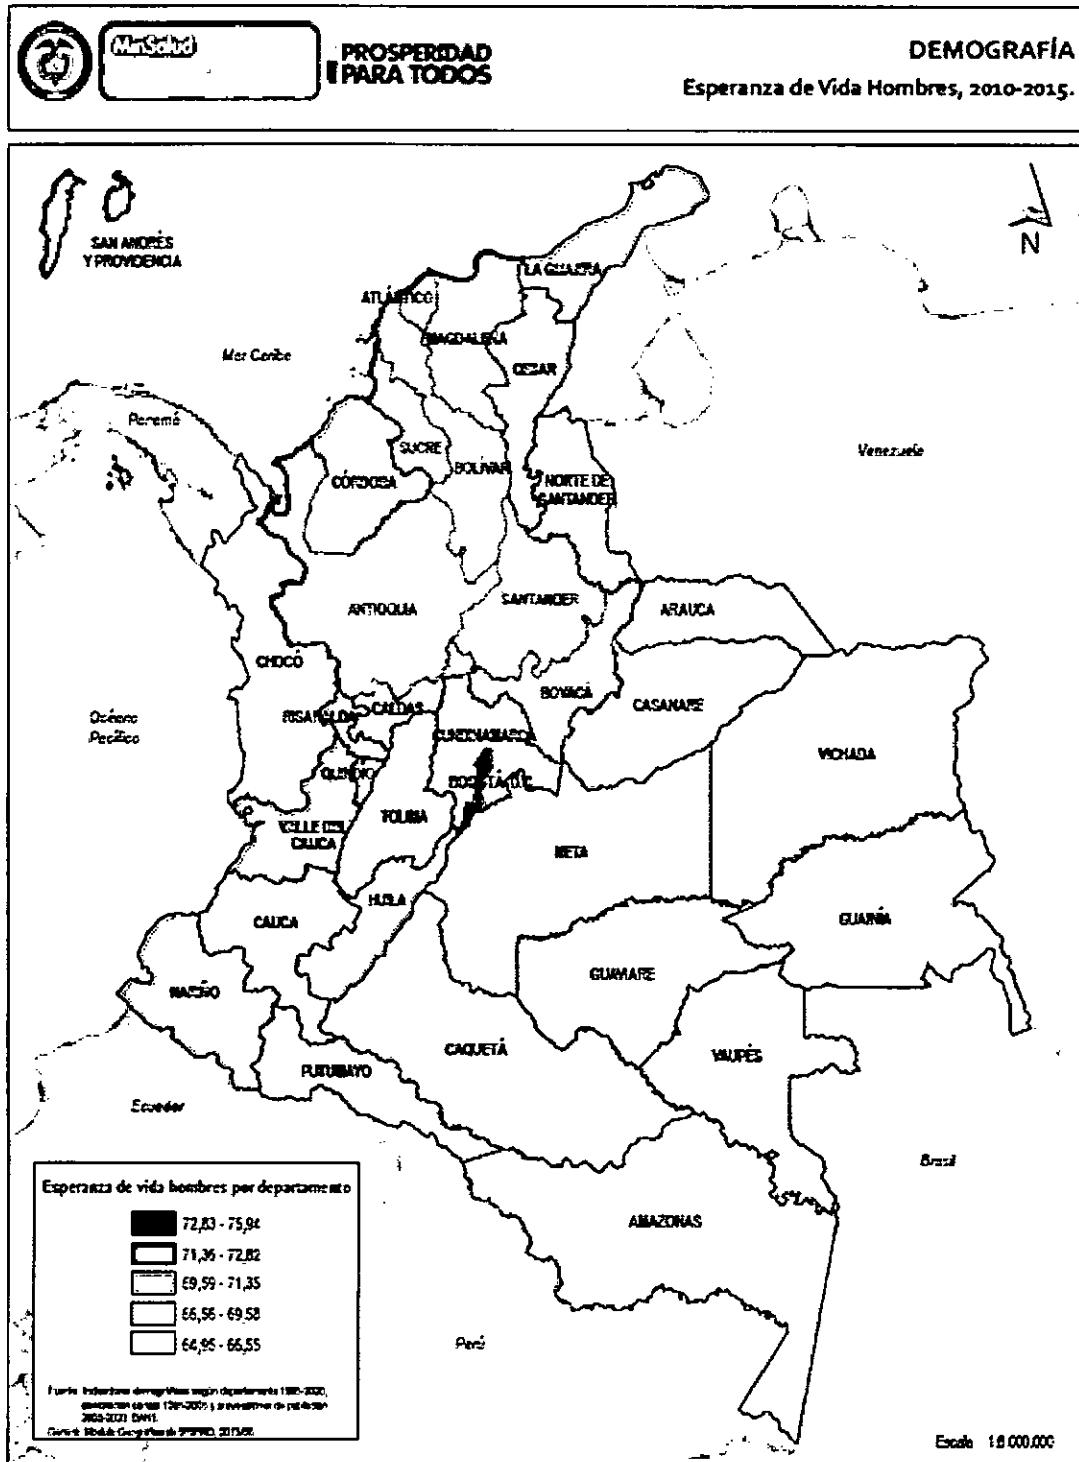 MinSalud
PROSPERIDAD
PARA TODOS
DEMOGRAFÍA
Esperanza de Vida Hombres, 2010-2015.
SAN ANDRÉS
Y PROVIDENCIA
N
LA GUAJIRA
ATLÁNTICO
MAGDALENA
Mar Caribe
CESAR
Panamá
SUCRE
Venezuela
BOLÍVAR
CÓRDOBA
NORTE DE
SANTANDER
SANTANDER
ANTIOQUIA
ARAUCA
CHOCÓ
BOYACÁ
CASANARE
CALDAS
RISARALDA
Océano
Pacífico
CUNDINAMARCA
VICHADA
QUINDÍO
BOGOTÁ D.C.
TOLIMA
VALLE DEL
CAUCA
META
HUILA
CAUCA
GUAINÍA
GUAVIARE
NARIÑO
CAQUETÁ
VAUPÉS
PUTUMAYO
Ecuador
Brasil
AMAZONAS
Perú
Esperanza de vida hombres por departamento
72,83 - 75,94
71,36 - 72,82
69,59 - 71,35
66,56 - 69,58
64,95 - 66,55
Escala 1:8.000.000